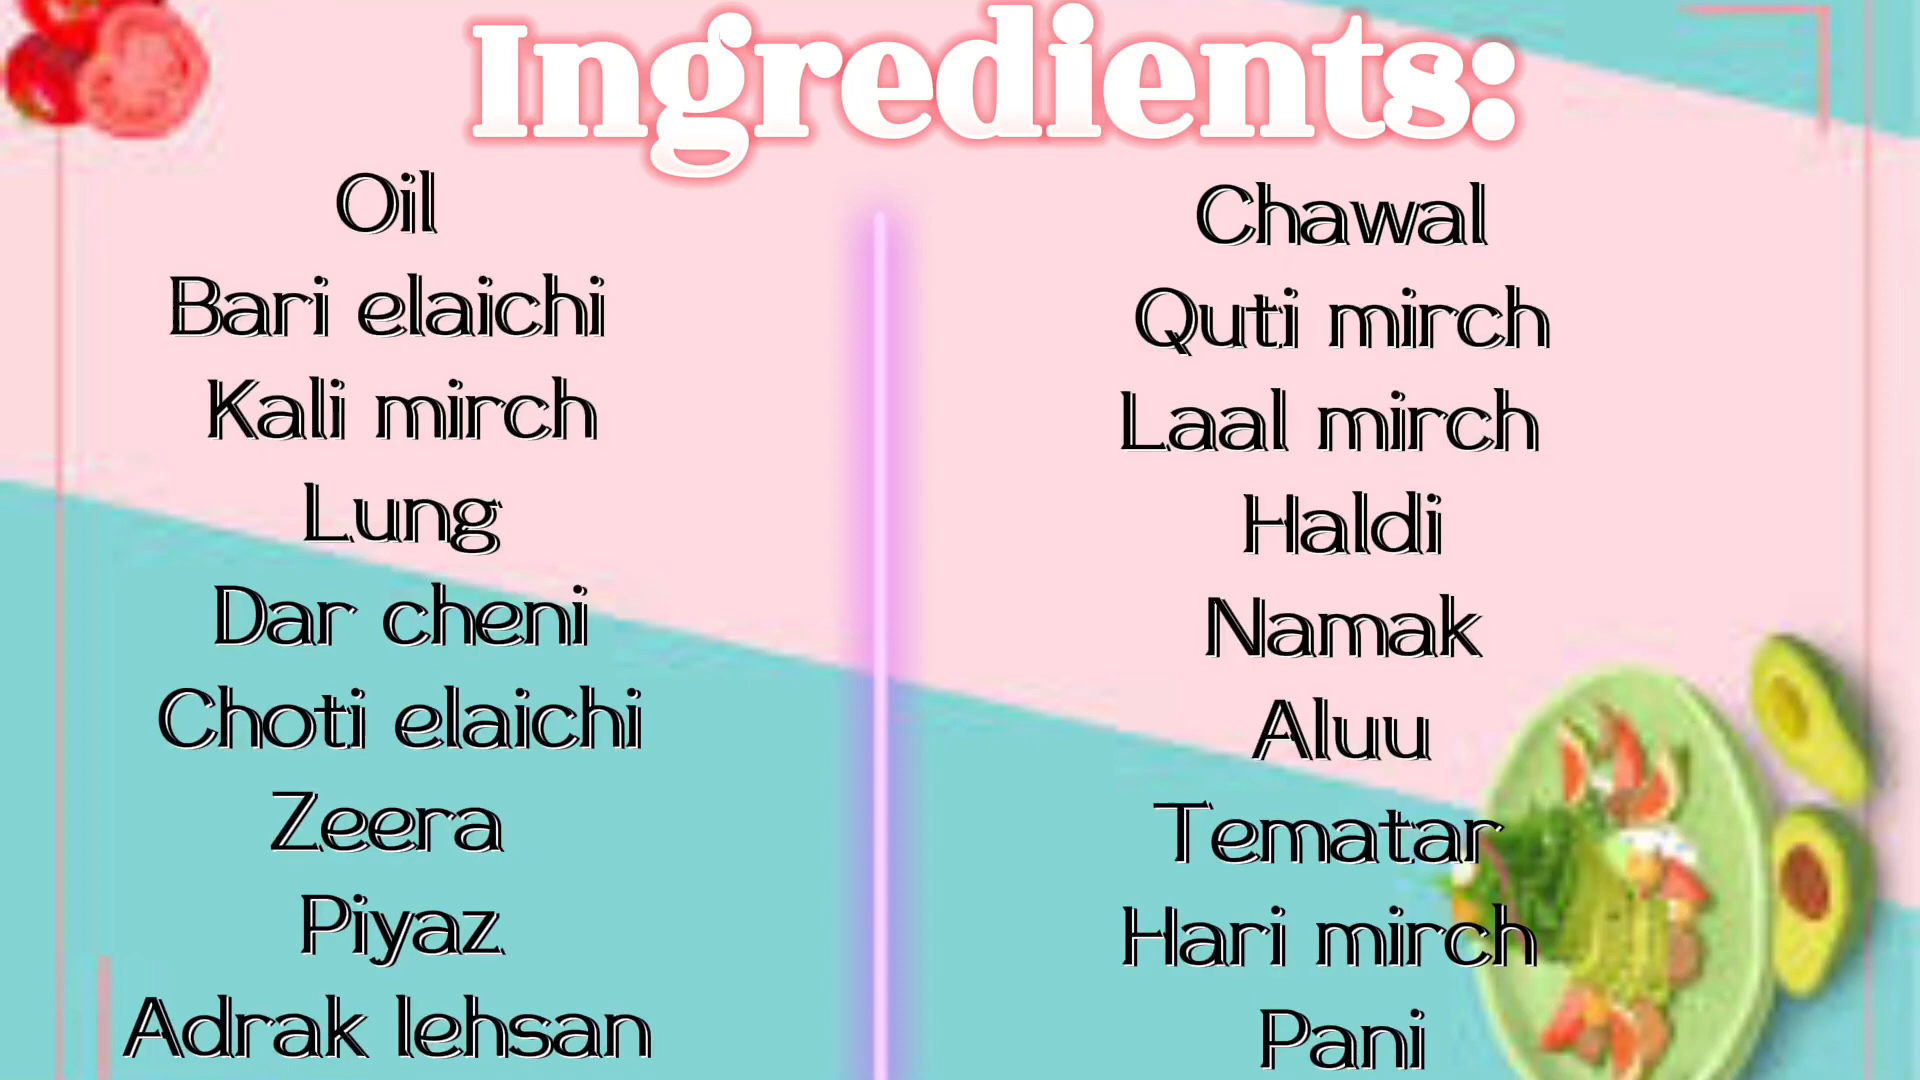 Ingredients:
Oil
Bari elaichi
Kali mirch
Lung
Dar cheni
Choti elaichi
Zeera
Piyaz
Adrak lehsan
Chawal
Quti mirch
Laal mirch
Haldi
Namak
Aluu
Tematar
Hari mirch
Pani